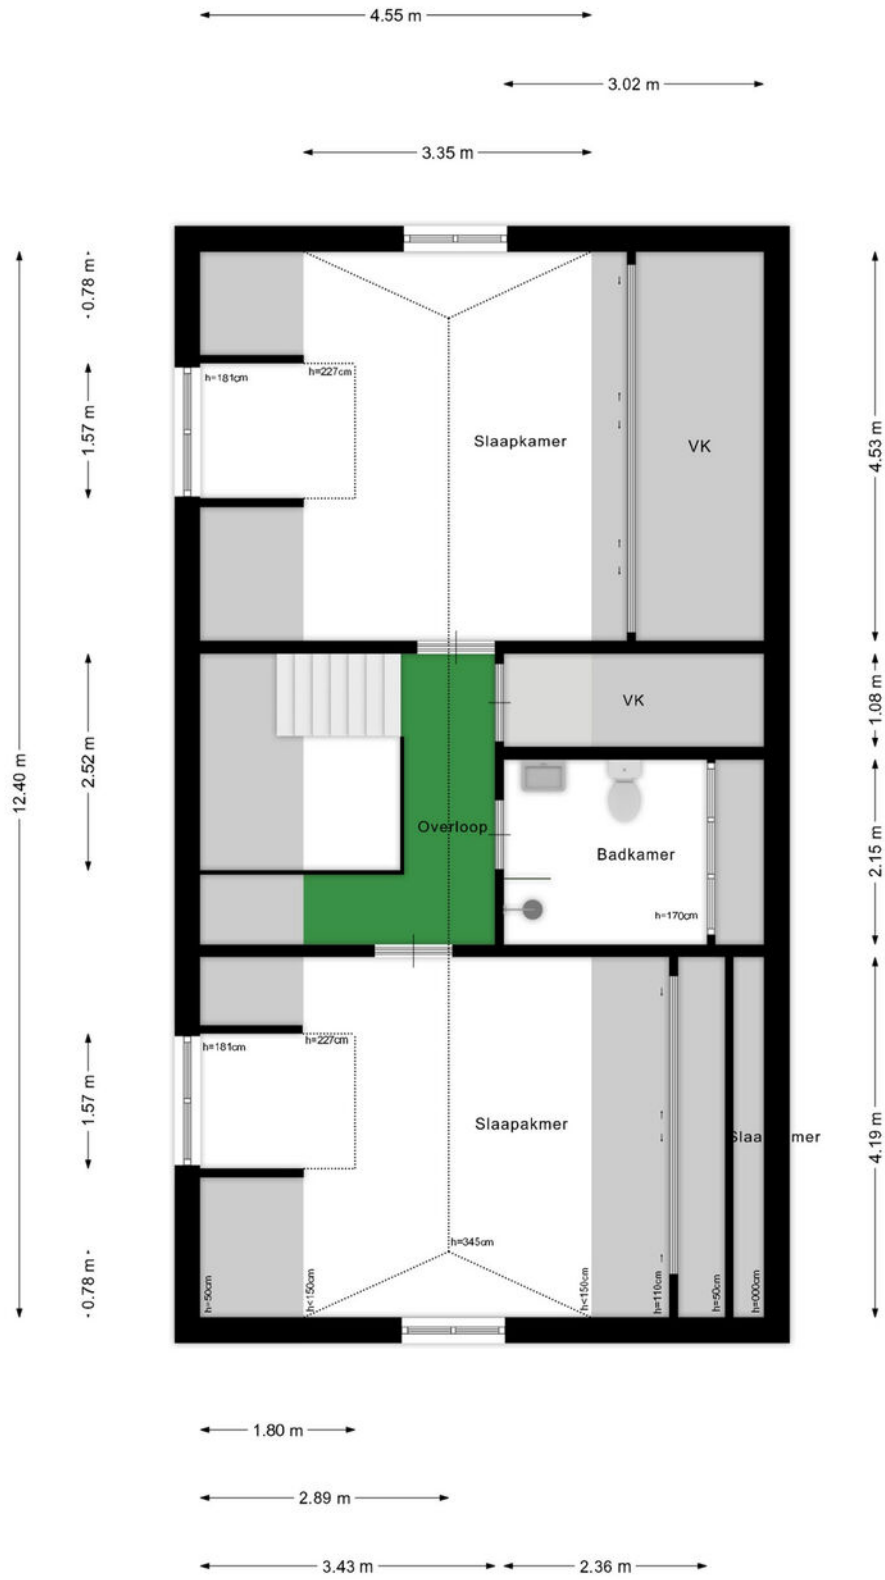 4.55 m
3.02 m
3.35 m
0.78 m
h=181cm
h=227cm
1.57 m
Slaapkamer
VK
4.53 m
VK
1.08 m
2.52 m
12.40 m
Overloop
Badkamer
2.15 m
h=170cm
h=181cm
h=227cm
1.57 m
Slaapakmer
Slaa mer
4.19 m
h=345cm
0.78 m
h=50cm
h<150cm
h<150cm
h=110cm
h=50cm
h=000cm
1.80 m
2.89 m
3.43 m
2.36 m